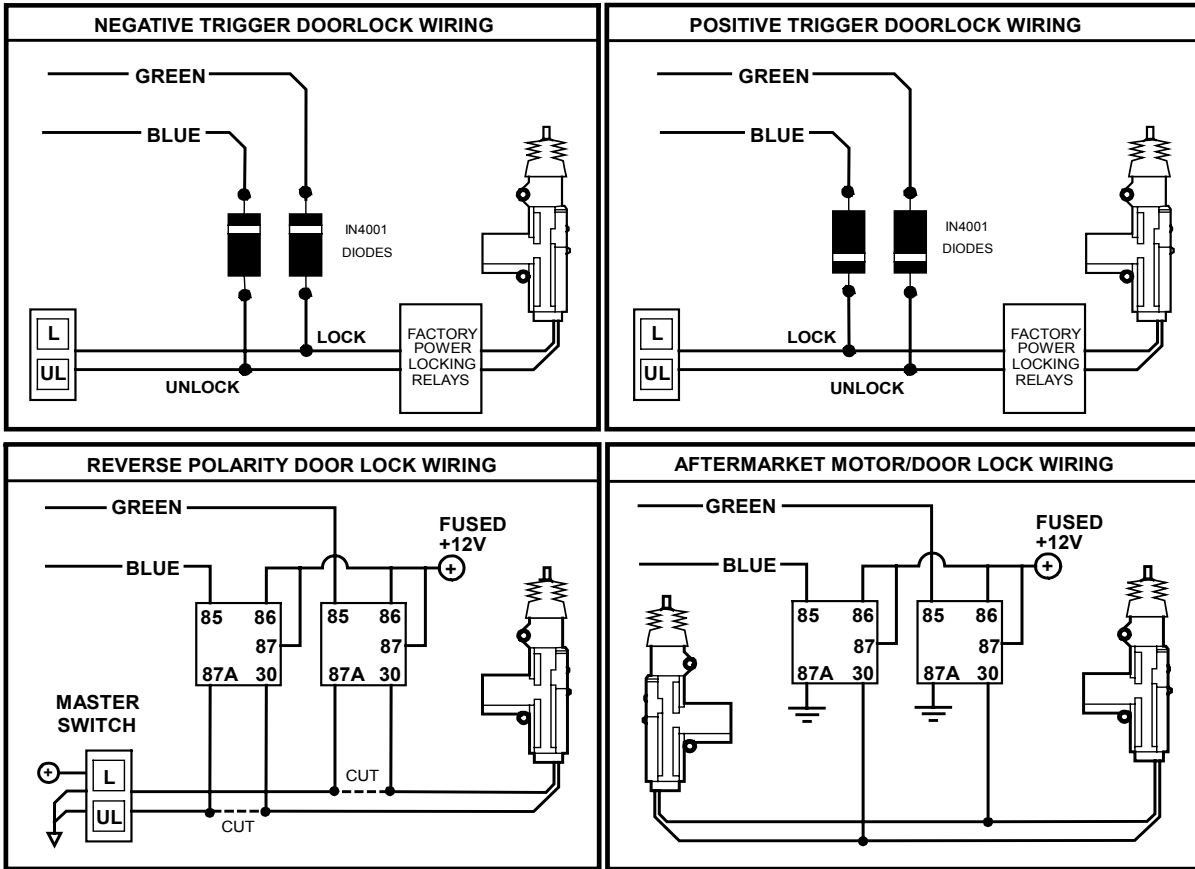 NEGATIVE TRIGGER DOORLOCK WIRING
GREEN
BLUE
IN4001
DIODES
L
UL
LOCK
UNLOCK
FACTORY
POWER
LOCKING
RELAYS
POSITIVE TRIGGER DOORLOCK WIRING
GREEN
BLUE
IN4001
DIODES
L
UL
LOCK
UNLOCK
FACTORY
POWER
LOCKING
RELAYS
REVERSE POLARITY DOOR LOCK WIRING
GREEN
BLUE
FUSED
+12V
+
85 86
87
87A 30
85 86
87
87A 30
MASTER
SWITCH
+
L
UL
CUT
CUT
AFTERMARKET MOTOR/DOOR LOCK WIRING
GREEN
BLUE
FUSED
+12V
+
85 86
87
87A 30
85 86
87
87A 30